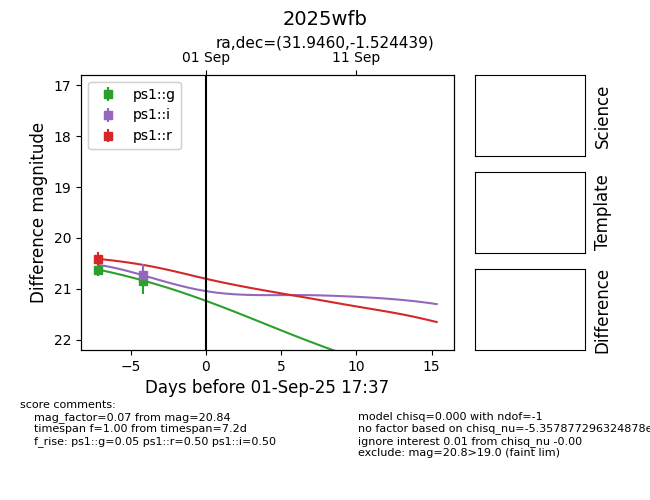 2025wfb
ra,dec=(31.9460,-1.524439)
01 Sep
11 Sep
17
18
19
20
21
22
Difference magnitude
ps1::g
ps1::i
ps1::r
−5
0
5
10
15
Days before 01-Sep-25 17:37
Science
Template
Difference
score comments:
mag_factor=0.07 from mag=20.84
timespan f=1.00 from timespan=7.2d
f_rise: ps1::g=0.05 ps1::r=0.50 ps1::i=0.50
model chisq=0.000 with ndof=-1
no factor based on chisq_nu=-5.357877296324878e
ignore interest 0.01 from chisq_nu -0.00
exclude: mag=20.8>19.0 (faint lim)